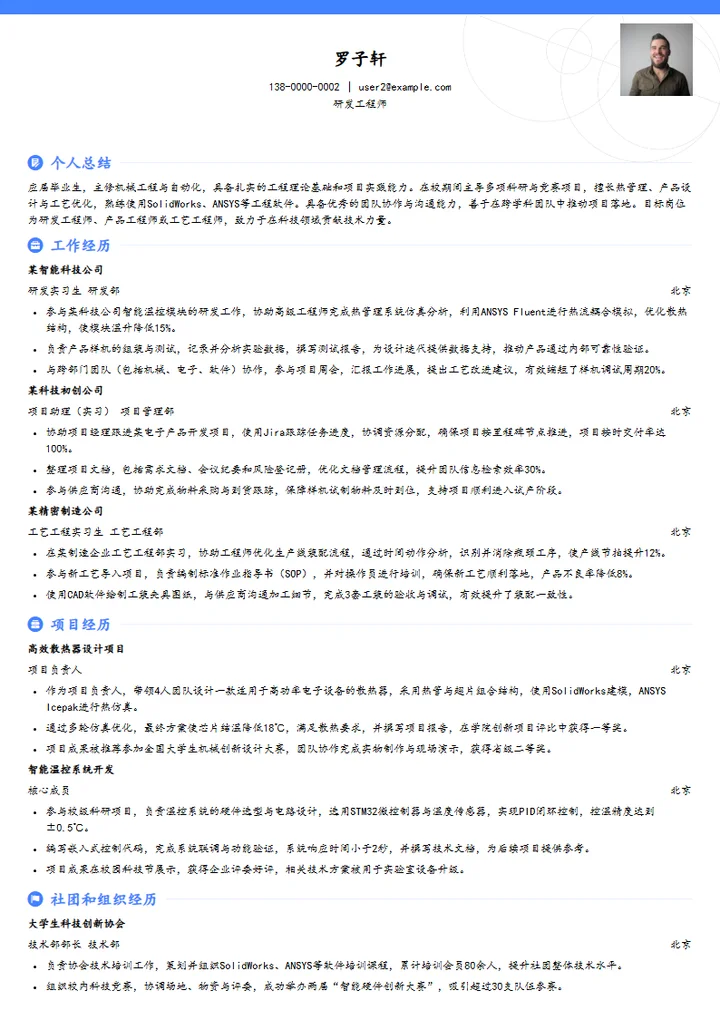 罗子轩
138-0000-0002 | user2@example.com
研发工程师
个人总结
应届毕业生，主修机械工程与自动化，具备扎实的工程理论基础和项目实践能力。在校期间主导多项科研与竞赛项目，擅长热管理、产品设
计与工艺优化，熟练使用SolidWorks、ANSYS等工程软件。具备优秀的团队协作与沟通能力，善于在跨学科团队中推动项目落地。目标岗位
为研发工程师、产品工程师或工艺工程师，致力于在科技领域贡献技术力量。
工作经历
某智能科技公司
研发实习生 研发部 北京
• 参与某科技公司智能温控模块的研发工作，协助高级工程师完成热管理系统仿真分析，利用ANSYS Fluent进行热流耦合模拟，优化散热
结构，使模块温升降低15%。
• 负责产品样机的组装与测试，记录并分析实验数据，撰写测试报告，为设计迭代提供数据支持，推动产品通过内部可靠性验证。
• 与跨部门团队（包括机械、电子、软件）协作，参与项目周会，汇报工作进展，提出工艺改进建议，有效缩短了样机调试周期20%。
某科技初创公司
项目助理（实习） 项目管理部 北京
• 协助项目经理跟进某电子产品开发项目，使用Jira跟踪任务进度，协调资源分配，确保项目按里程碑节点推进，项目按时交付率达
100%。
• 整理项目文档，包括需求文档、会议纪要和风险登记册，优化文档管理流程，提升团队信息检索效率30%。
• 参与供应商沟通，协助完成物料采购与到货跟踪，保障样机试制物料及时到位，支持项目顺利进入试产阶段。
某精密制造公司
工艺工程实习生 工艺工程部 北京
• 在某制造企业工艺工程部实习，协助工程师优化生产线装配流程，通过时间动作分析，识别并消除瓶颈工序，使产线节拍提升12%。
• 参与新工艺导入项目，负责编制标准作业指导书（SOP），并对操作员进行培训，确保新工艺顺利落地，产品不良率降低8%。
• 使用CAD软件绘制工装夹具图纸，与供应商沟通加工细节，完成3套工装的验收与调试，有效提升了装配一致性。
项目经历
高效散热器设计项目
项目负责人 北京
• 作为项目负责人，带领4人团队设计一款适用于高功率电子设备的散热器，采用热管与翅片组合结构，使用SolidWorks建模，ANSYS
Icepak进行热仿真。
• 通过多轮仿真优化，最终方案使芯片结温降低18℃，满足散热要求，并撰写项目报告，在学院创新项目评比中获得一等奖。
• 项目成果被推荐参加全国大学生机械创新设计大赛，团队协作完成实物制作与现场演示，获得省级二等奖。
智能温控系统开发
核心成员 北京
• 参与校级科研项目，负责温控系统的硬件选型与电路设计，选用STM32微控制器与温度传感器，实现PID闭环控制，控温精度达到
±0.5℃。
• 编写嵌入式控制代码，完成系统联调与功能验证，系统响应时间小于2秒，并撰写技术文档，为后续项目提供参考。
• 项目成果在校园科技节展示，获得企业评委好评，相关技术方案被用于实验室设备升级。
社团和组织经历
大学生科技创新协会
技术部部长 技术部 北京
• 负责协会技术培训工作，策划并组织SolidWorks、ANSYS等软件培训课程，累计培训会员80余人，提升社团整体技术水平。
• 组织校内科技竞赛，协调场地、物资与评委，成功举办两届“智能硬件创新大赛”，吸引超过30支队伍参赛。